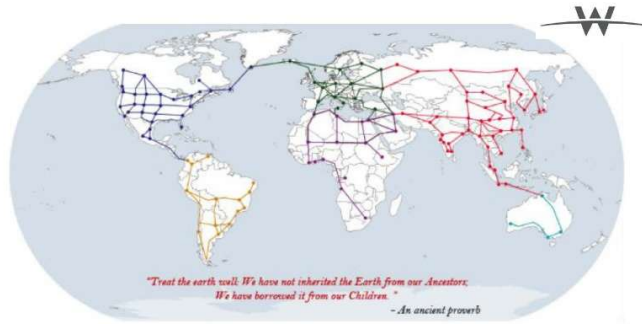 W
"Treat the earth well; We have not inherited the Earth from our Ancestors;
We have borrowed it from our Children. "
- An ancient proverb